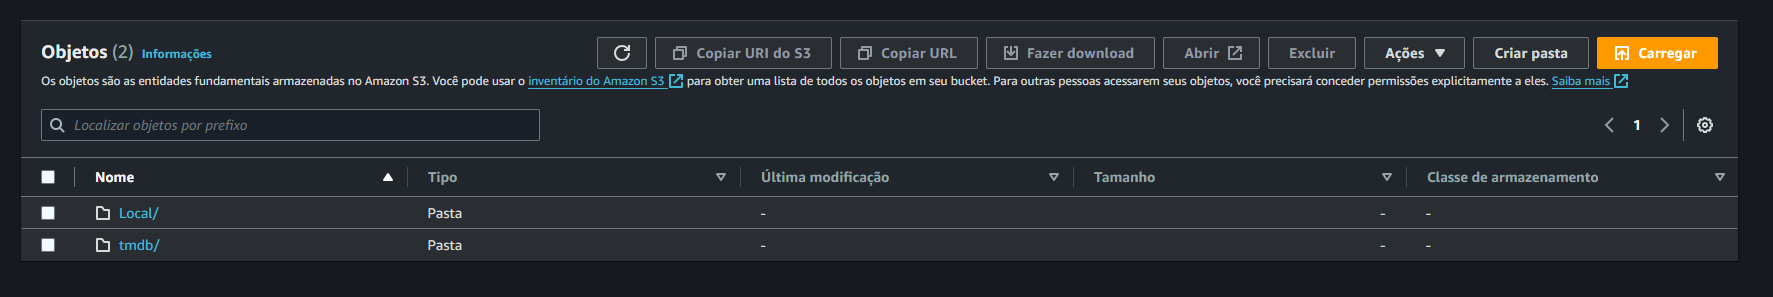 Objetos (2) Informações
Copiar URI do S3 Copiar URL Fazer download Abrir Excluir Ações Criar pasta Carregar
Os objetos são as entidades fundamentais armazenadas no Amazon S3. Você pode usar o inventário do Amazon S3 para obter uma lista de todos os objetos em seu bucket. Para outras pessoas acessarem seus objetos, você precisará conceder permissões explicitamente a eles. Saiba mais
Localizar objetos por prefixo 1
Nome Tipo Última modificação Tamanho Classe de armazenamento
Local/ Pasta - - -
tmdb/ Pasta - - -